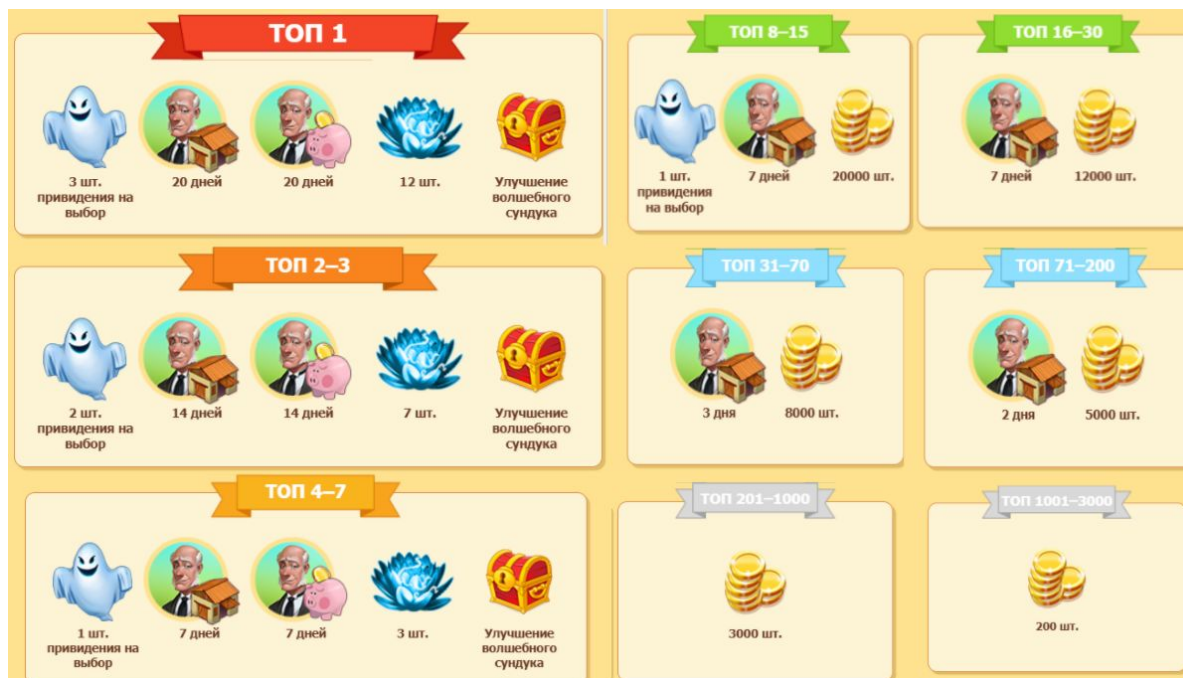 ТОП 1
3 шт.
привидения на
выбор
20 дней
20 дней
12 шт.
Улучшение
волшебного
сундука
ТОП 2–3
2 шт.
привидения на
выбор
14 дней
14 дней
7 шт.
Улучшение
волшебного
сундука
ТОП 4–7
1 шт.
привидения на
выбор
7 дней
7 дней
3 шт.
Улучшение
волшебного
сундука
ТОП 8–15
1 шт.
привидения
на выбор
7 дней
20000 шт.
ТОП 16–30
7 дней
12000 шт.
ТОП 31–70
3 дня
8000 шт.
ТОП 71–200
2 дня
5000 шт.
ТОП 201–1000
3000 шт.
ТОП 1001–3000
200 шт.